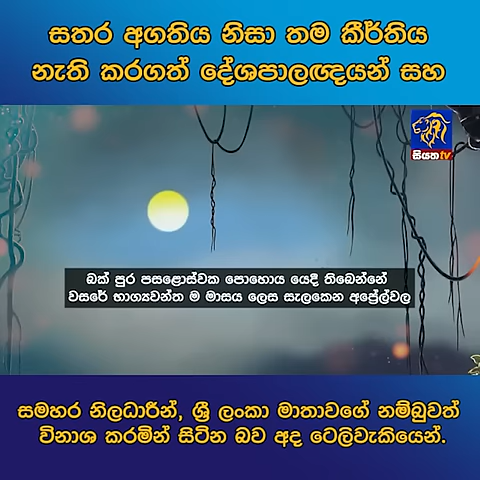 සතර අගතිය නිසා තම කීර්තිය
නැති කරගත් දේශපාලඥයන් සහ
සියත tv
බක් පුර පසළොස්වක පොහොය යෙදී තිබෙන්නේ
වසරේ භාග්‍යවන්ත ම මාසය ලෙස සැලකෙන අප්‍රේල්වල
සමහර නිලධාරීන්, ශ්‍රී ලංකා මාතාවගේ නම්බුවත්
විනාශ කරමින් සිටින බව අද ටෙලිවැකියෙන්.